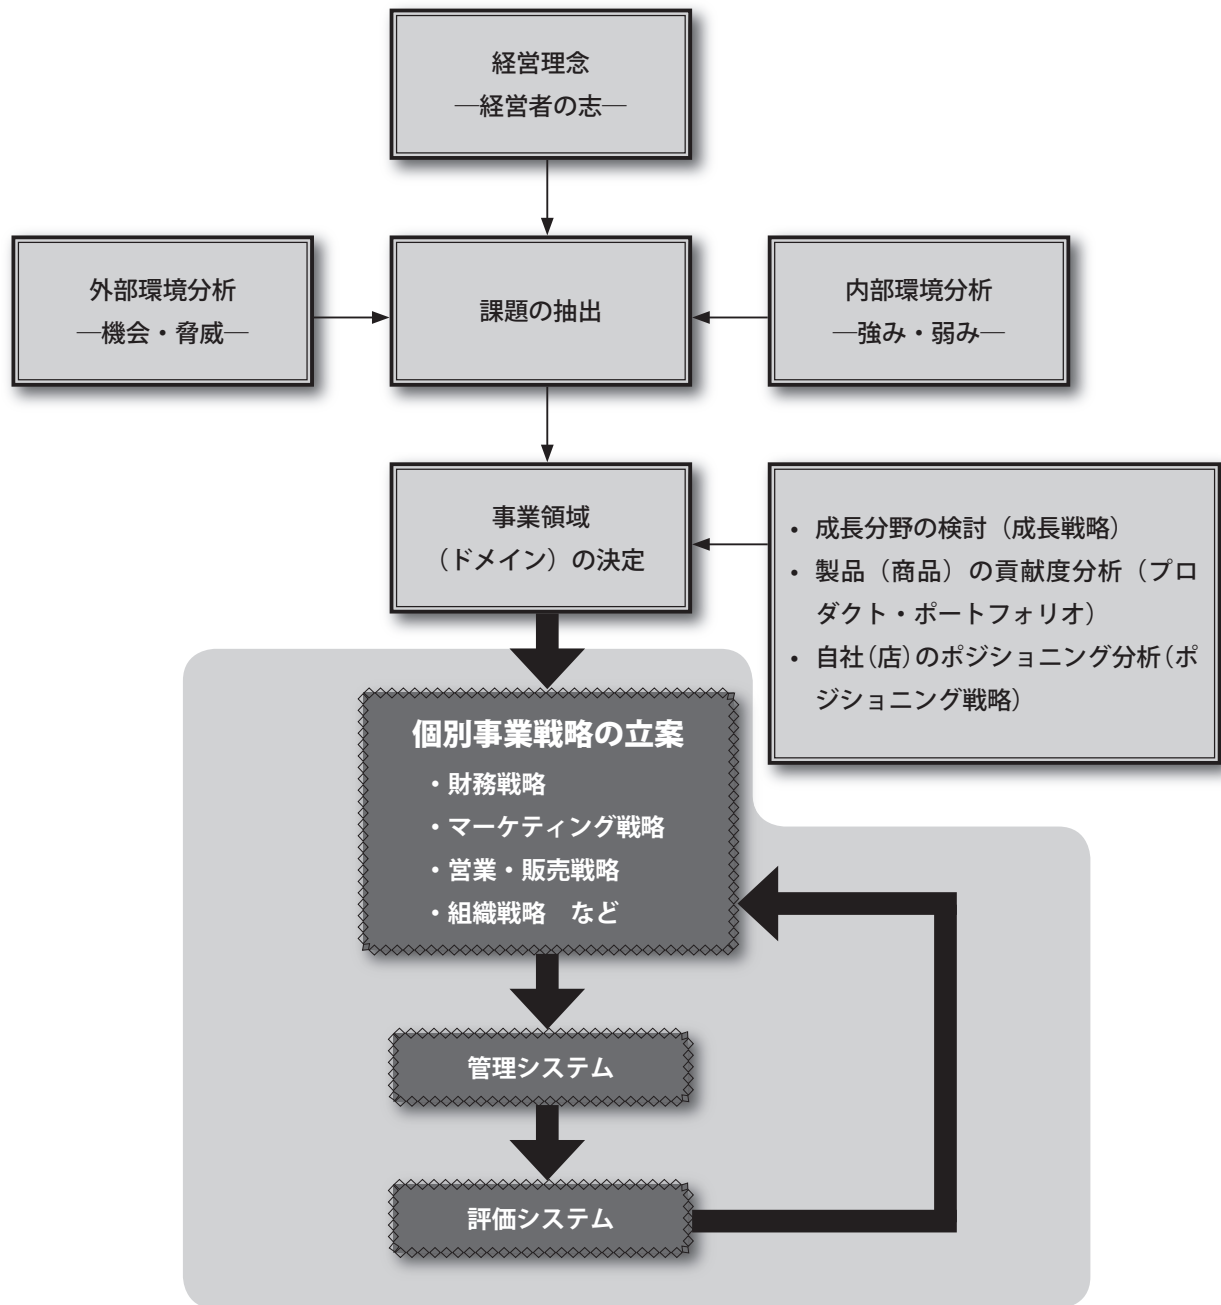 経営理念
―経営者の志―
外部環境分析
―機会・脅威―
課題の抽出
内部環境分析
―強み・弱み―
事業領域
（ドメイン）の決定
• 成長分野の検討（成長戦略）
• 製品（商品）の貢献度分析（プロ
ダクト・ポートフォリオ）
• 自社（店）のポジショニング分析（ポ
ジショニング戦略）
個別事業戦略の立案
・財務戦略
・マーケティング戦略
・営業・販売戦略
・組織戦略　など
管理システム
評価システム